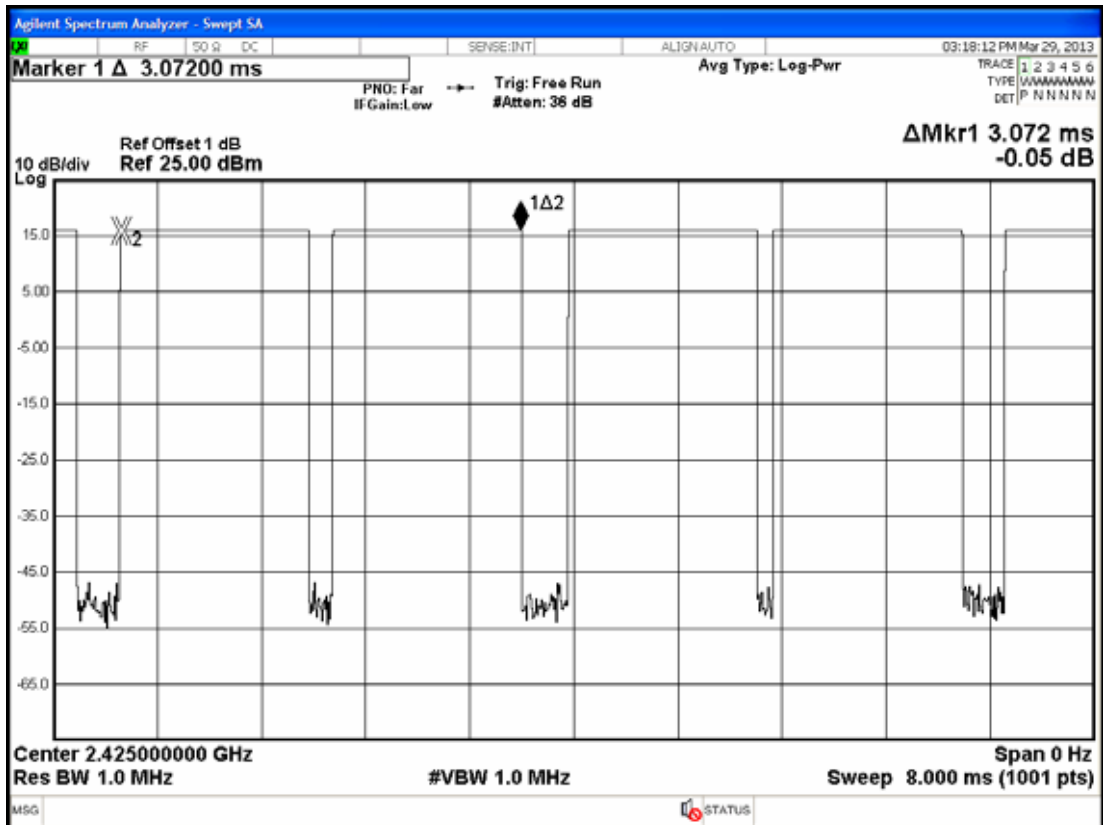 Agilent Spectrum Analyzer - Swept SA
RF 50 Ω DC SENSE:INT ALIGN AUTO 03:18:12 PM Mar 29, 2013
Marker 1 Δ 3.07200 ms
Avg Type: Log-Pwr
TRACE 1 2 3 4 5 6
TYPE
DET P N N N N N
PNO: Far Trig: Free Run
IFGain:Low #Atten: 36 dB
ΔMkr1 3.072 ms
-0.05 dB
Ref Offset 1 dB
10 dB/div Ref 25.00 dBm
Log
1Δ2
15.0
2
5.00
-5.00
-15.0
-25.0
-35.0
-45.0
-55.0
-65.0
Center 2.425000000 GHz Span 0 Hz
Res BW 1.0 MHz #VBW 1.0 MHz Sweep 8.000 ms (1001 pts)
MSG STATUS